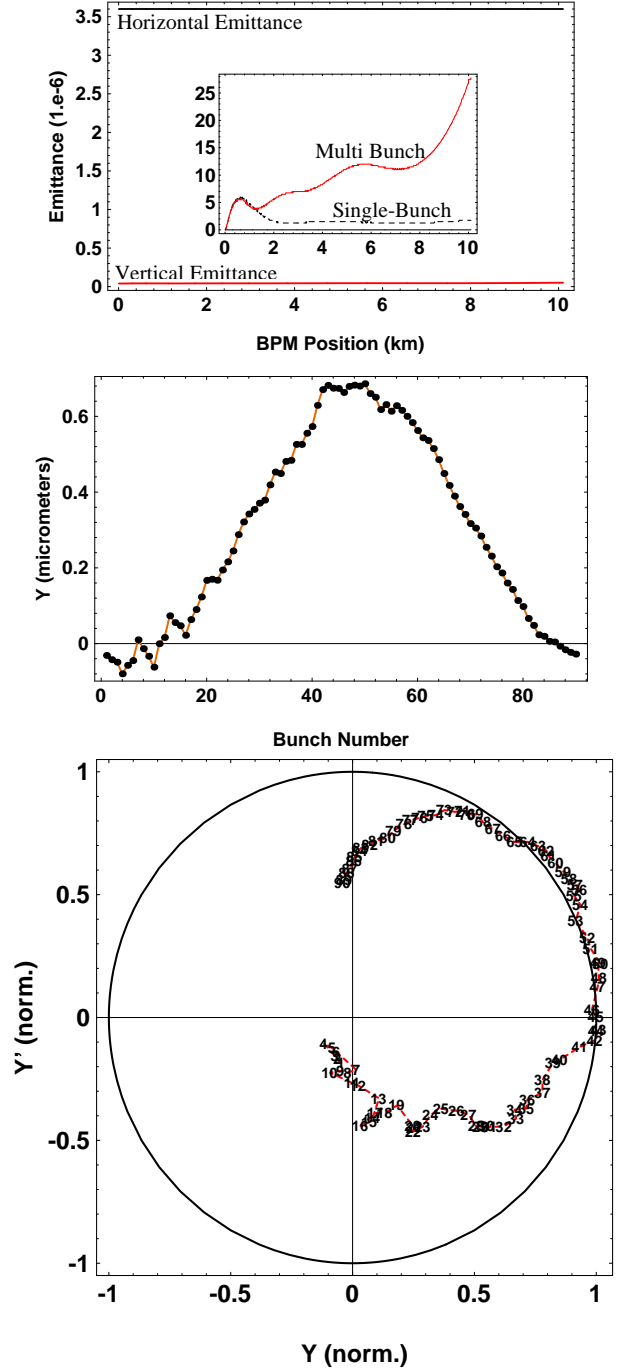 Horizontal Emittance
3.5
3
2.5
2
1.5
1
0.5
0
Emittance (1.e-6)
25
20
15
10
5
0
Multi Bunch
Single-Bunch
0 2 4 6 8 10
Vertical Emittance
0 2 4 6 8 10
BPM Position (km)
0.6
0.4
0.2
0
Y (micrometers)
0 20 40 60 80
Bunch Number
1
0.5
0
-0.5
-1
Y' (norm.)
-1 -0.5 0 0.5 1
Y (norm.)